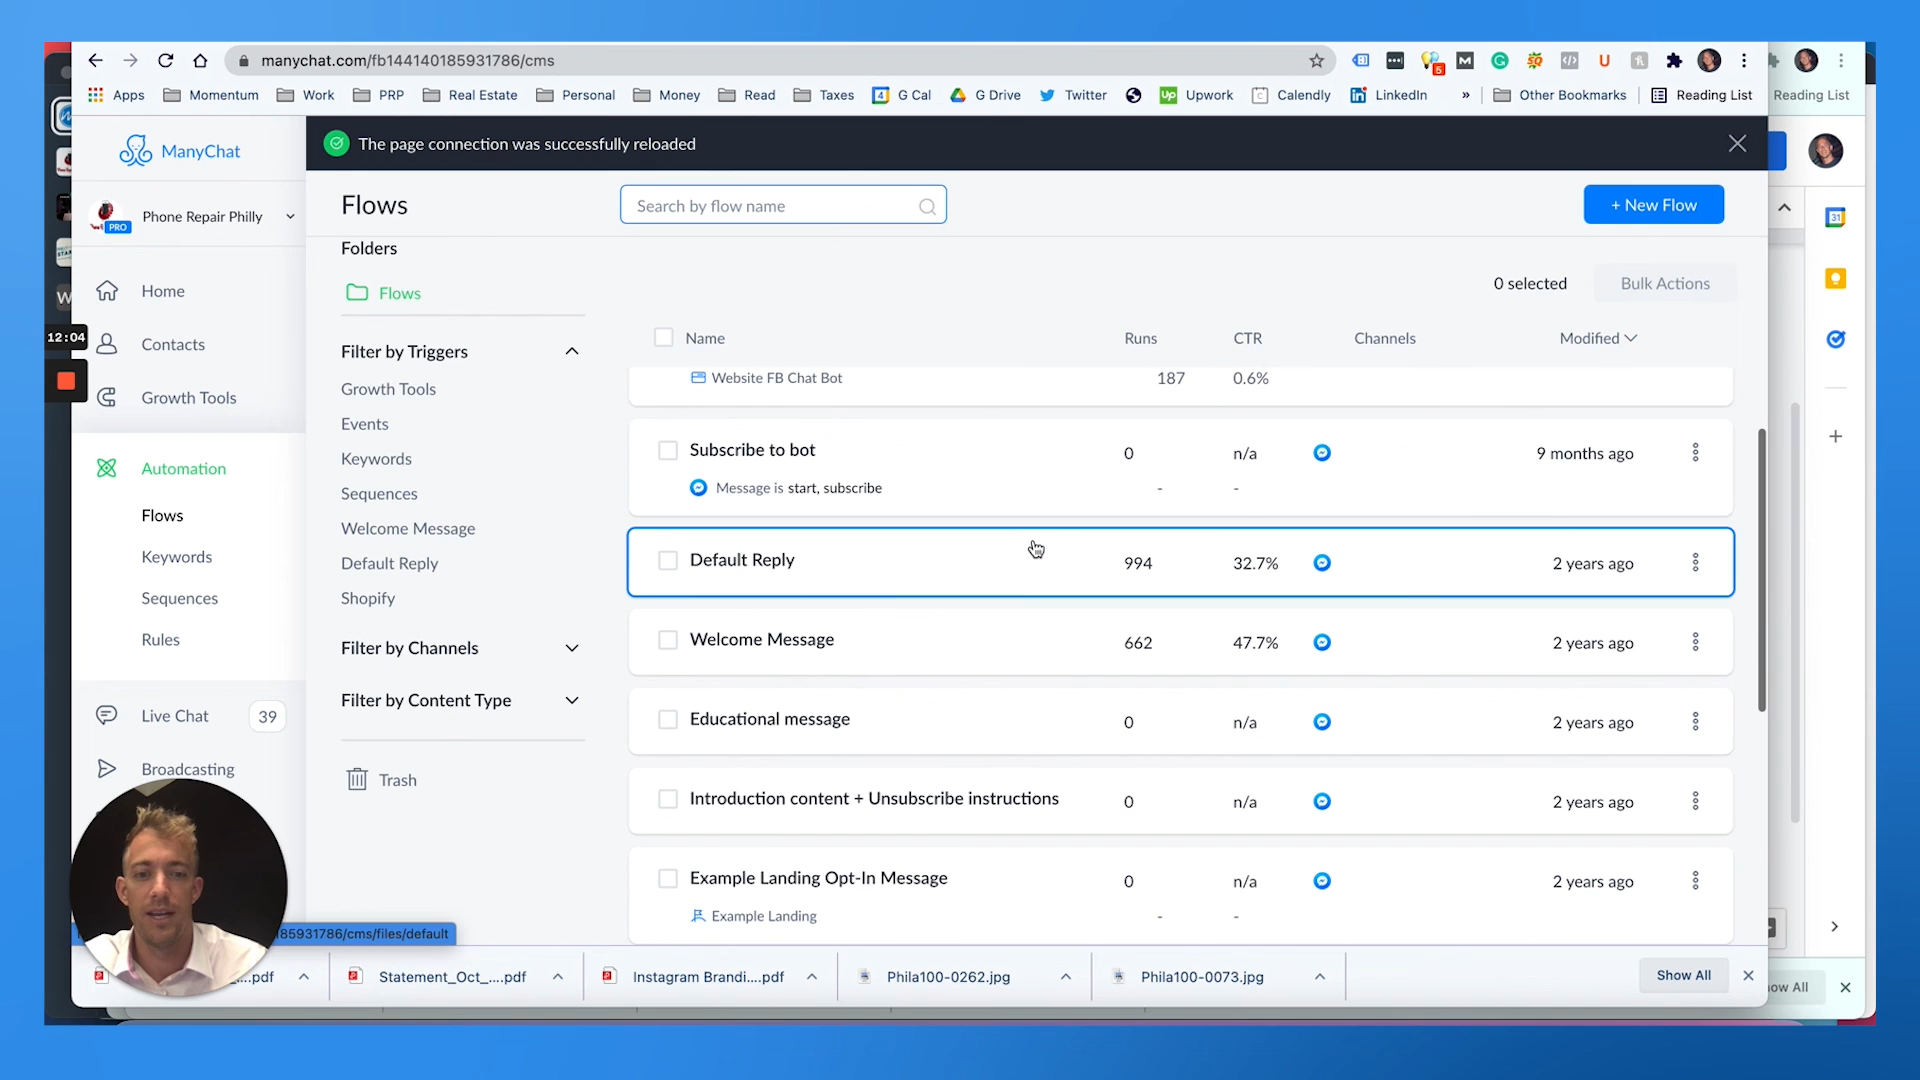 manychat.com/fb144140185931786/cms
5
Apps Momentum Work PRP Real Estate Personal Money Read Taxes 4 G Cal G Drive Twitter up Upwork C Calendly in LinkedIn » Other Bookmarks Reading List Reading List
ManyChat
The page connection was successfully reloaded
PRO
Phone Repair Philly
Flows
Search by flow name
+ New Flow
31
Folders
Flows
0 selected
Bulk Actions
Home
12:04
Contacts
Growth Tools
Automation
Flows
Keywords
Sequences
Rules
Live Chat
39
Broadcasting
Filter by Triggers
Growth Tools
Events
Keywords
Sequences
Welcome Message
Default Reply
Shopify
Filter by Channels
Filter by Content Type
Trash
Name Runs CTR Channels Modified
Website FB Chat Bot 187 0.6%
Subscribe to bot 0 n/a 9 months ago
Message is start, subscribe - -
Default Reply 994 32.7% 2 years ago
Welcome Message 662 47.7% 2 years ago
Educational message 0 n/a 2 years ago
Introduction content + Unsubscribe instructions 0 n/a 2 years ago
Example Landing Opt-In Message 0 n/a 2 years ago
Example Landing - -
85931786/cms/files/default
....pdf
Statement_Oct_....pdf
Instagram Brandi....pdf
Phila100-0262.jpg
Phila100-0073.jpg
Show All
ow All